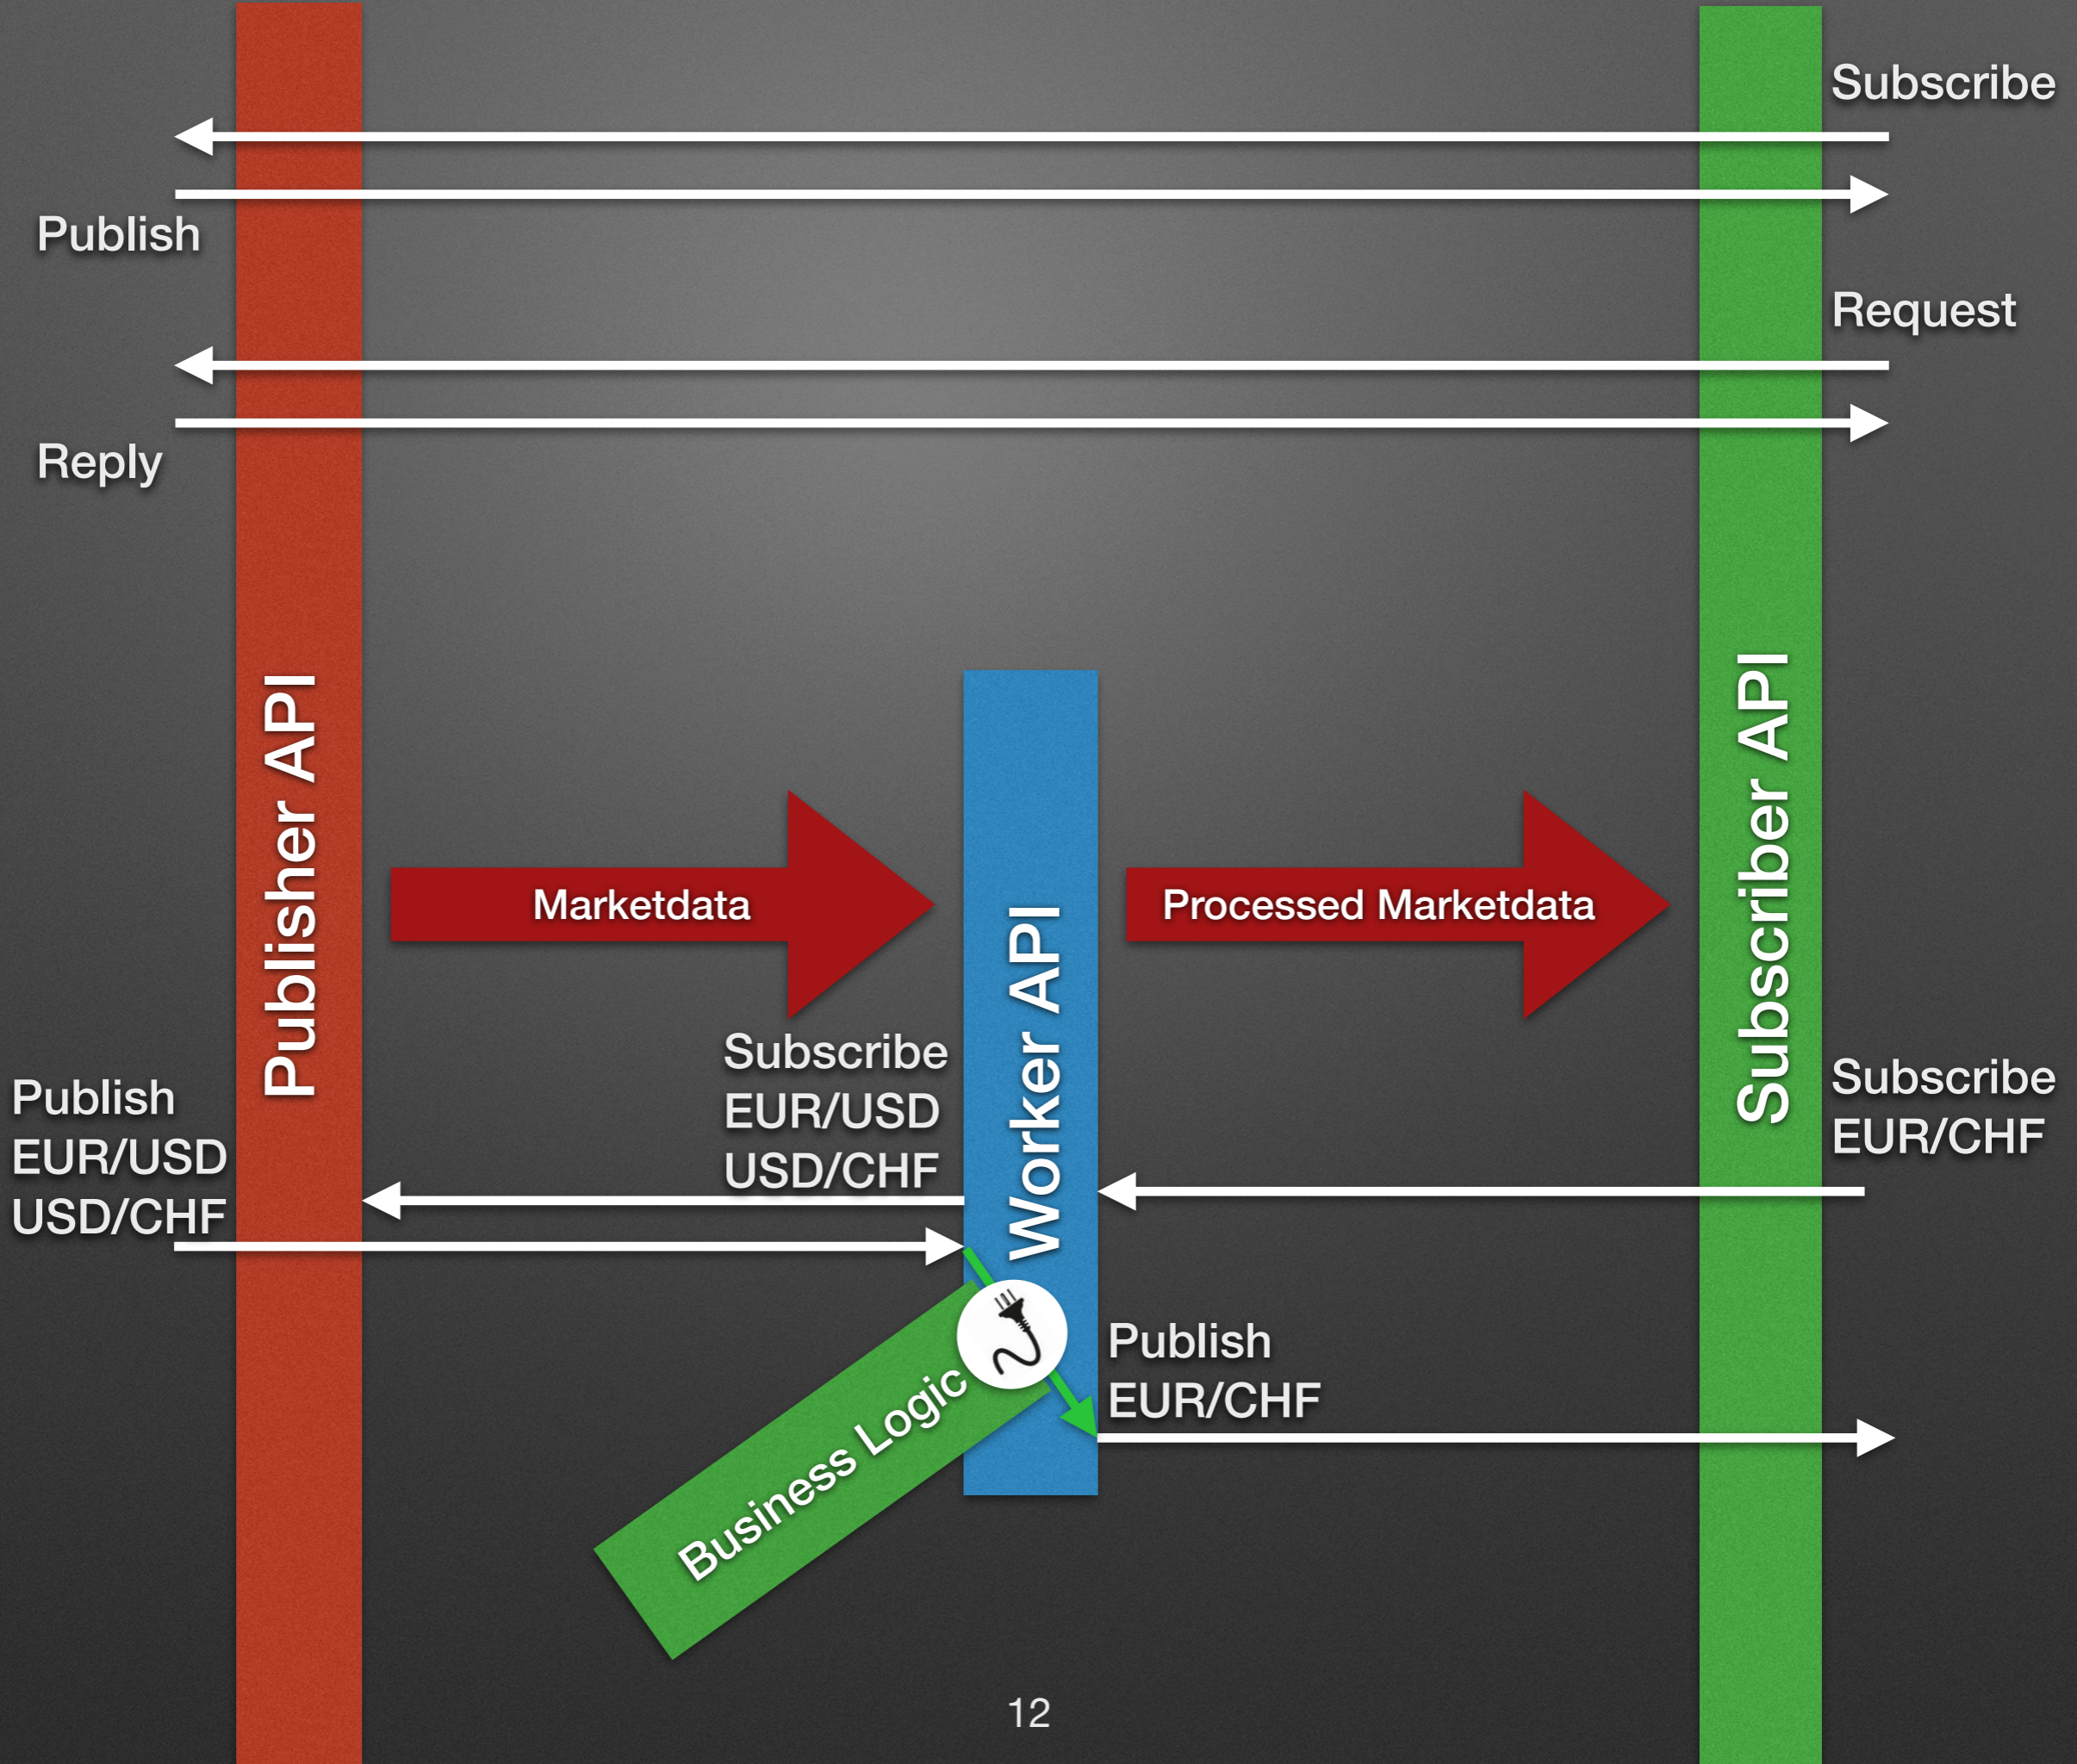 Subscribe
Publish
Request
Reply
Publisher API
Subscriber API
Worker API
Marketdata
Processed Marketdata
Subscribe
EUR/USD
USD/CHF
Subscribe
EUR/CHF
Publish
EUR/USD
USD/CHF
Publish
EUR/CHF
Business Logic
12